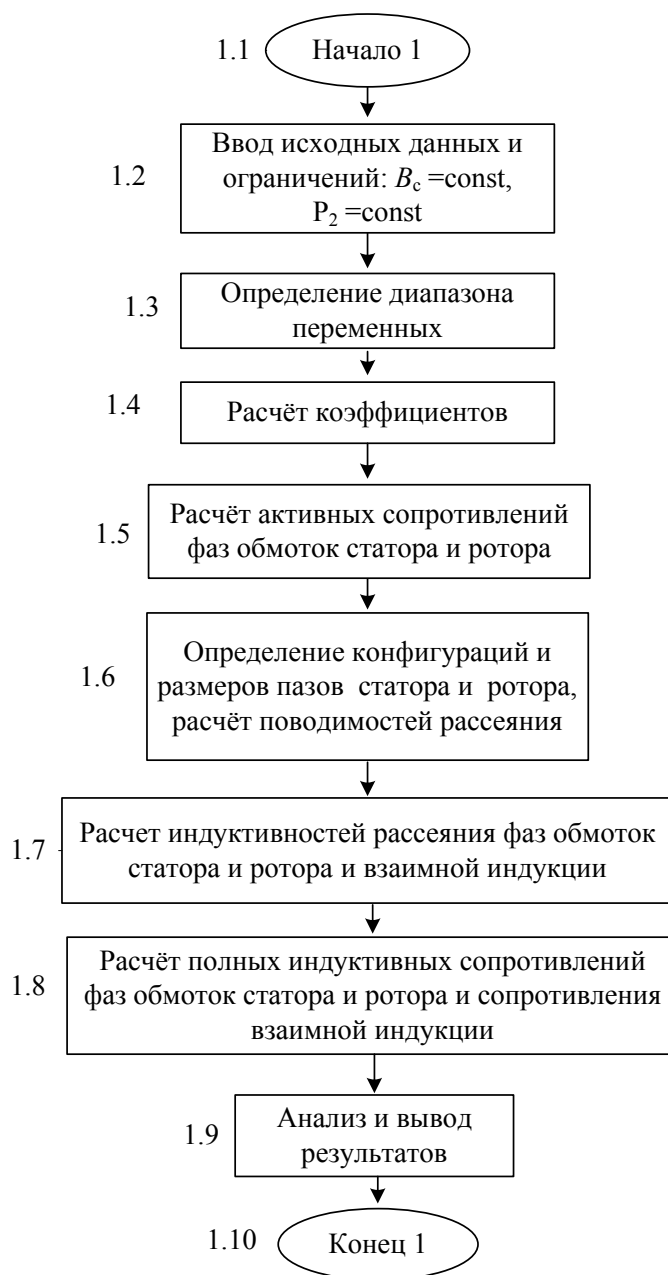 1.1 Начало 1
Ввод исходных данных и
1.2 ограничений: Bc =const,
P2 =const
1.3 Определение диапазона
переменных
1.4 Расчёт коэффициентов
1.5 Расчёт активных сопротивлений
фаз обмоток статора и ротора
Определение конфигураций и
1.6 размеров пазов статора и ротора,
расчёт поводимостей рассеяния
1.7 Расчет индуктивностей рассеяния фаз обмоток
статора и ротора и взаимной индукции
Расчёт полных индуктивных сопротивлений
1.8 фаз обмоток статора и ротора и сопротивления
взаимной индукции
1.9 Анализ и вывод
результатов
1.10 Конец 1